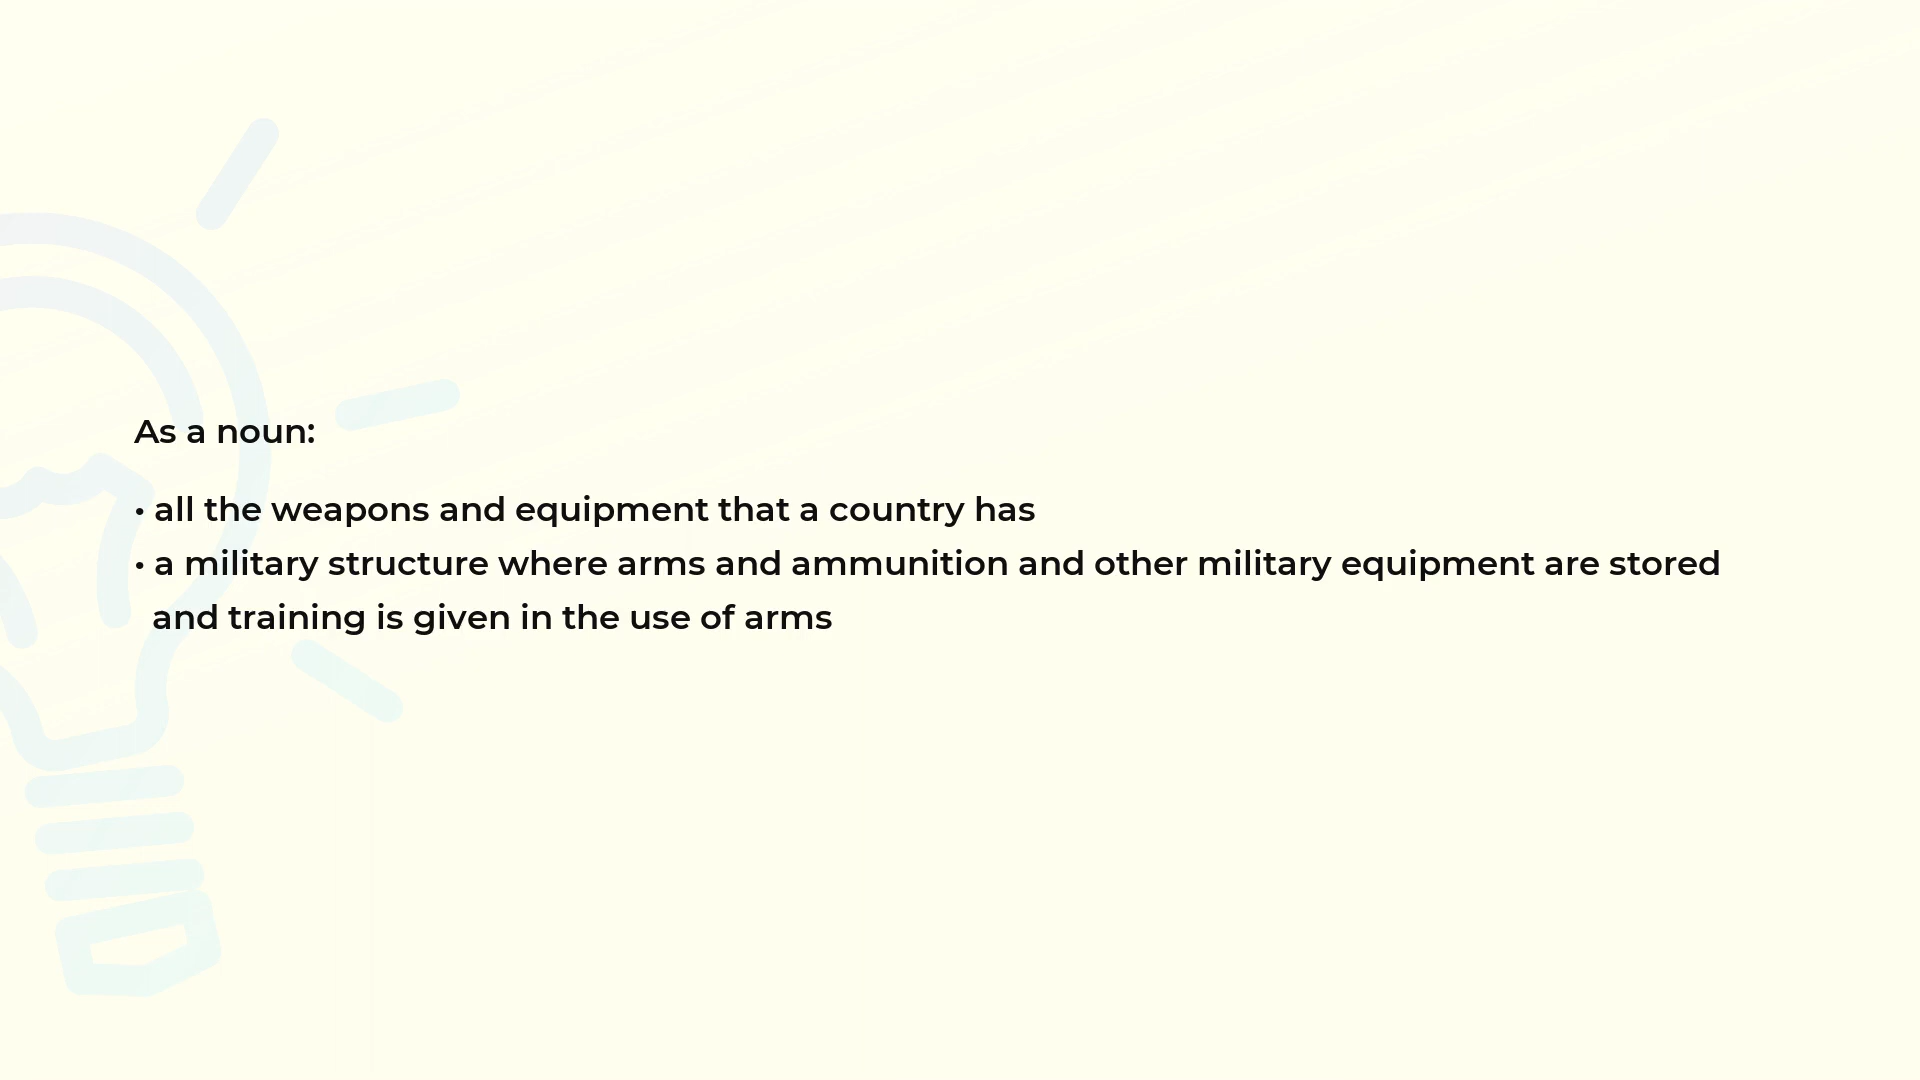 As a noun:
• all the weapons and equipment that a country has
• a military structure where arms and ammunition and other military equipment are stored
and training is given in the use of arms